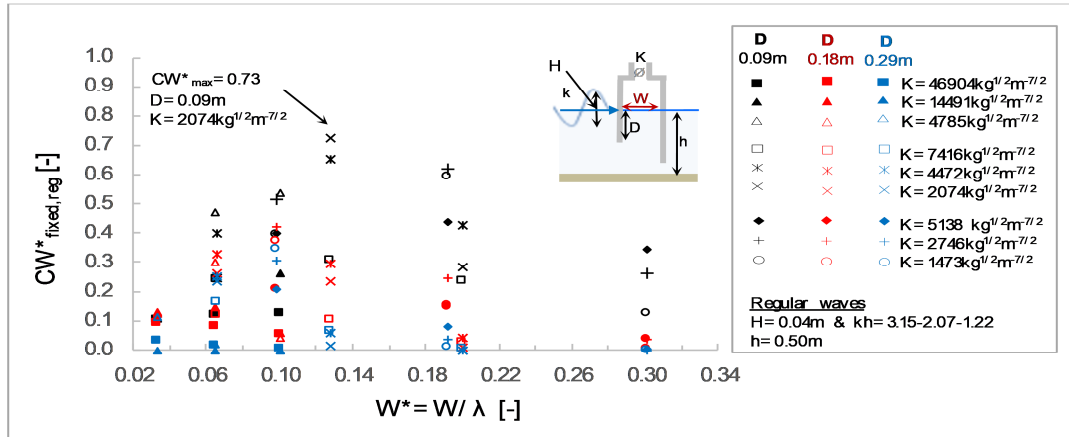 1.0
0.9
0.8
0.7
0.6
0.5
0.4
0.3
0.2
0.1
0.0
CW*fixed,reg [-]
0.02 0.06 0.10 0.14 0.18 0.22 0.26 0.30 0.34
W* = W/ λ [-]
CW*max = 0.73
D = 0.09m
K = 2074kg1/2m-7/2
K
Ø
H
k
W
D
h
D D D
0.09m 0.18m 0.29m
K = 46904kg1/2m-7/2
K = 14491kg1/2m-7/2
K = 4785kg1/2m-7/2
K = 7416kg1/2m-7/2
K = 4472kg1/2m-7/2
K = 2074kg1/2m-7/2
K = 5138 kg1/2m-7/2
K = 2746kg1/2m-7/2
K = 1473kg1/2m-7/2
Regular waves
H = 0.04m & kh = 3.15-2.07-1.22
h = 0.50m